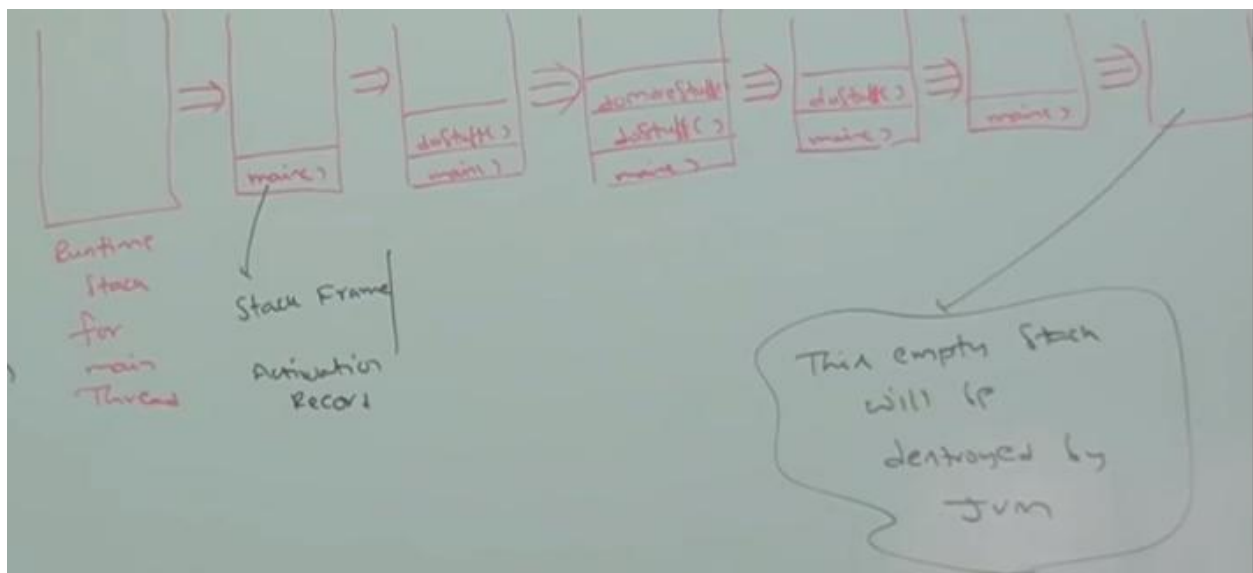 main()
doStuff()
main()
doMoreStuff
doStuff()
main()
doStuff()
main()
main()
Runtime
Stack
for
main
Thread
Stack Frame
Activation
Record
This empty Stack
will be
destroyed by
JVM